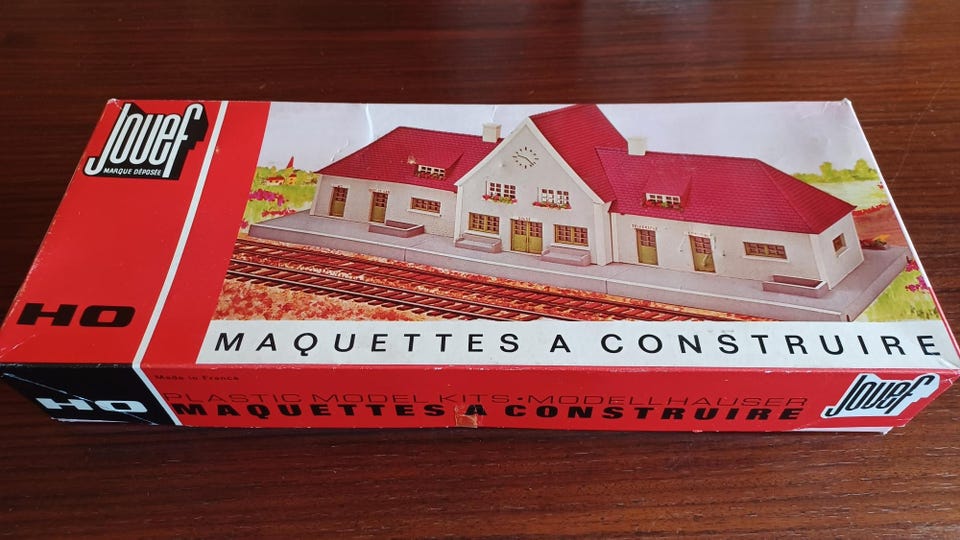 Jouef
MARQUE DÉPOSÉE
HO
MAQUETTES A CONSTRUIRE
Made in France
HO
PLASTIC MODEL KITS • MODELLHAUSER
MAQUETTES A CONSTRUIRE
Jouef